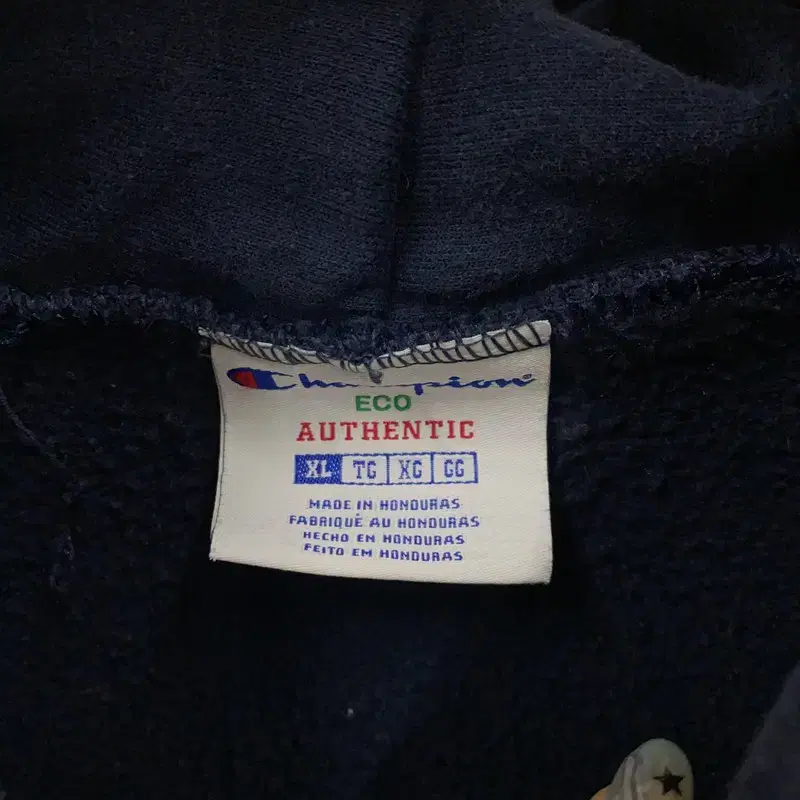 Champion
ECO
AUTHENTIC
XL TG XG GG
MADE IN HONDURAS
FABRIQUÉ AU HONDURAS
HECHO EN HONDURAS
FEITO EM HONDURAS